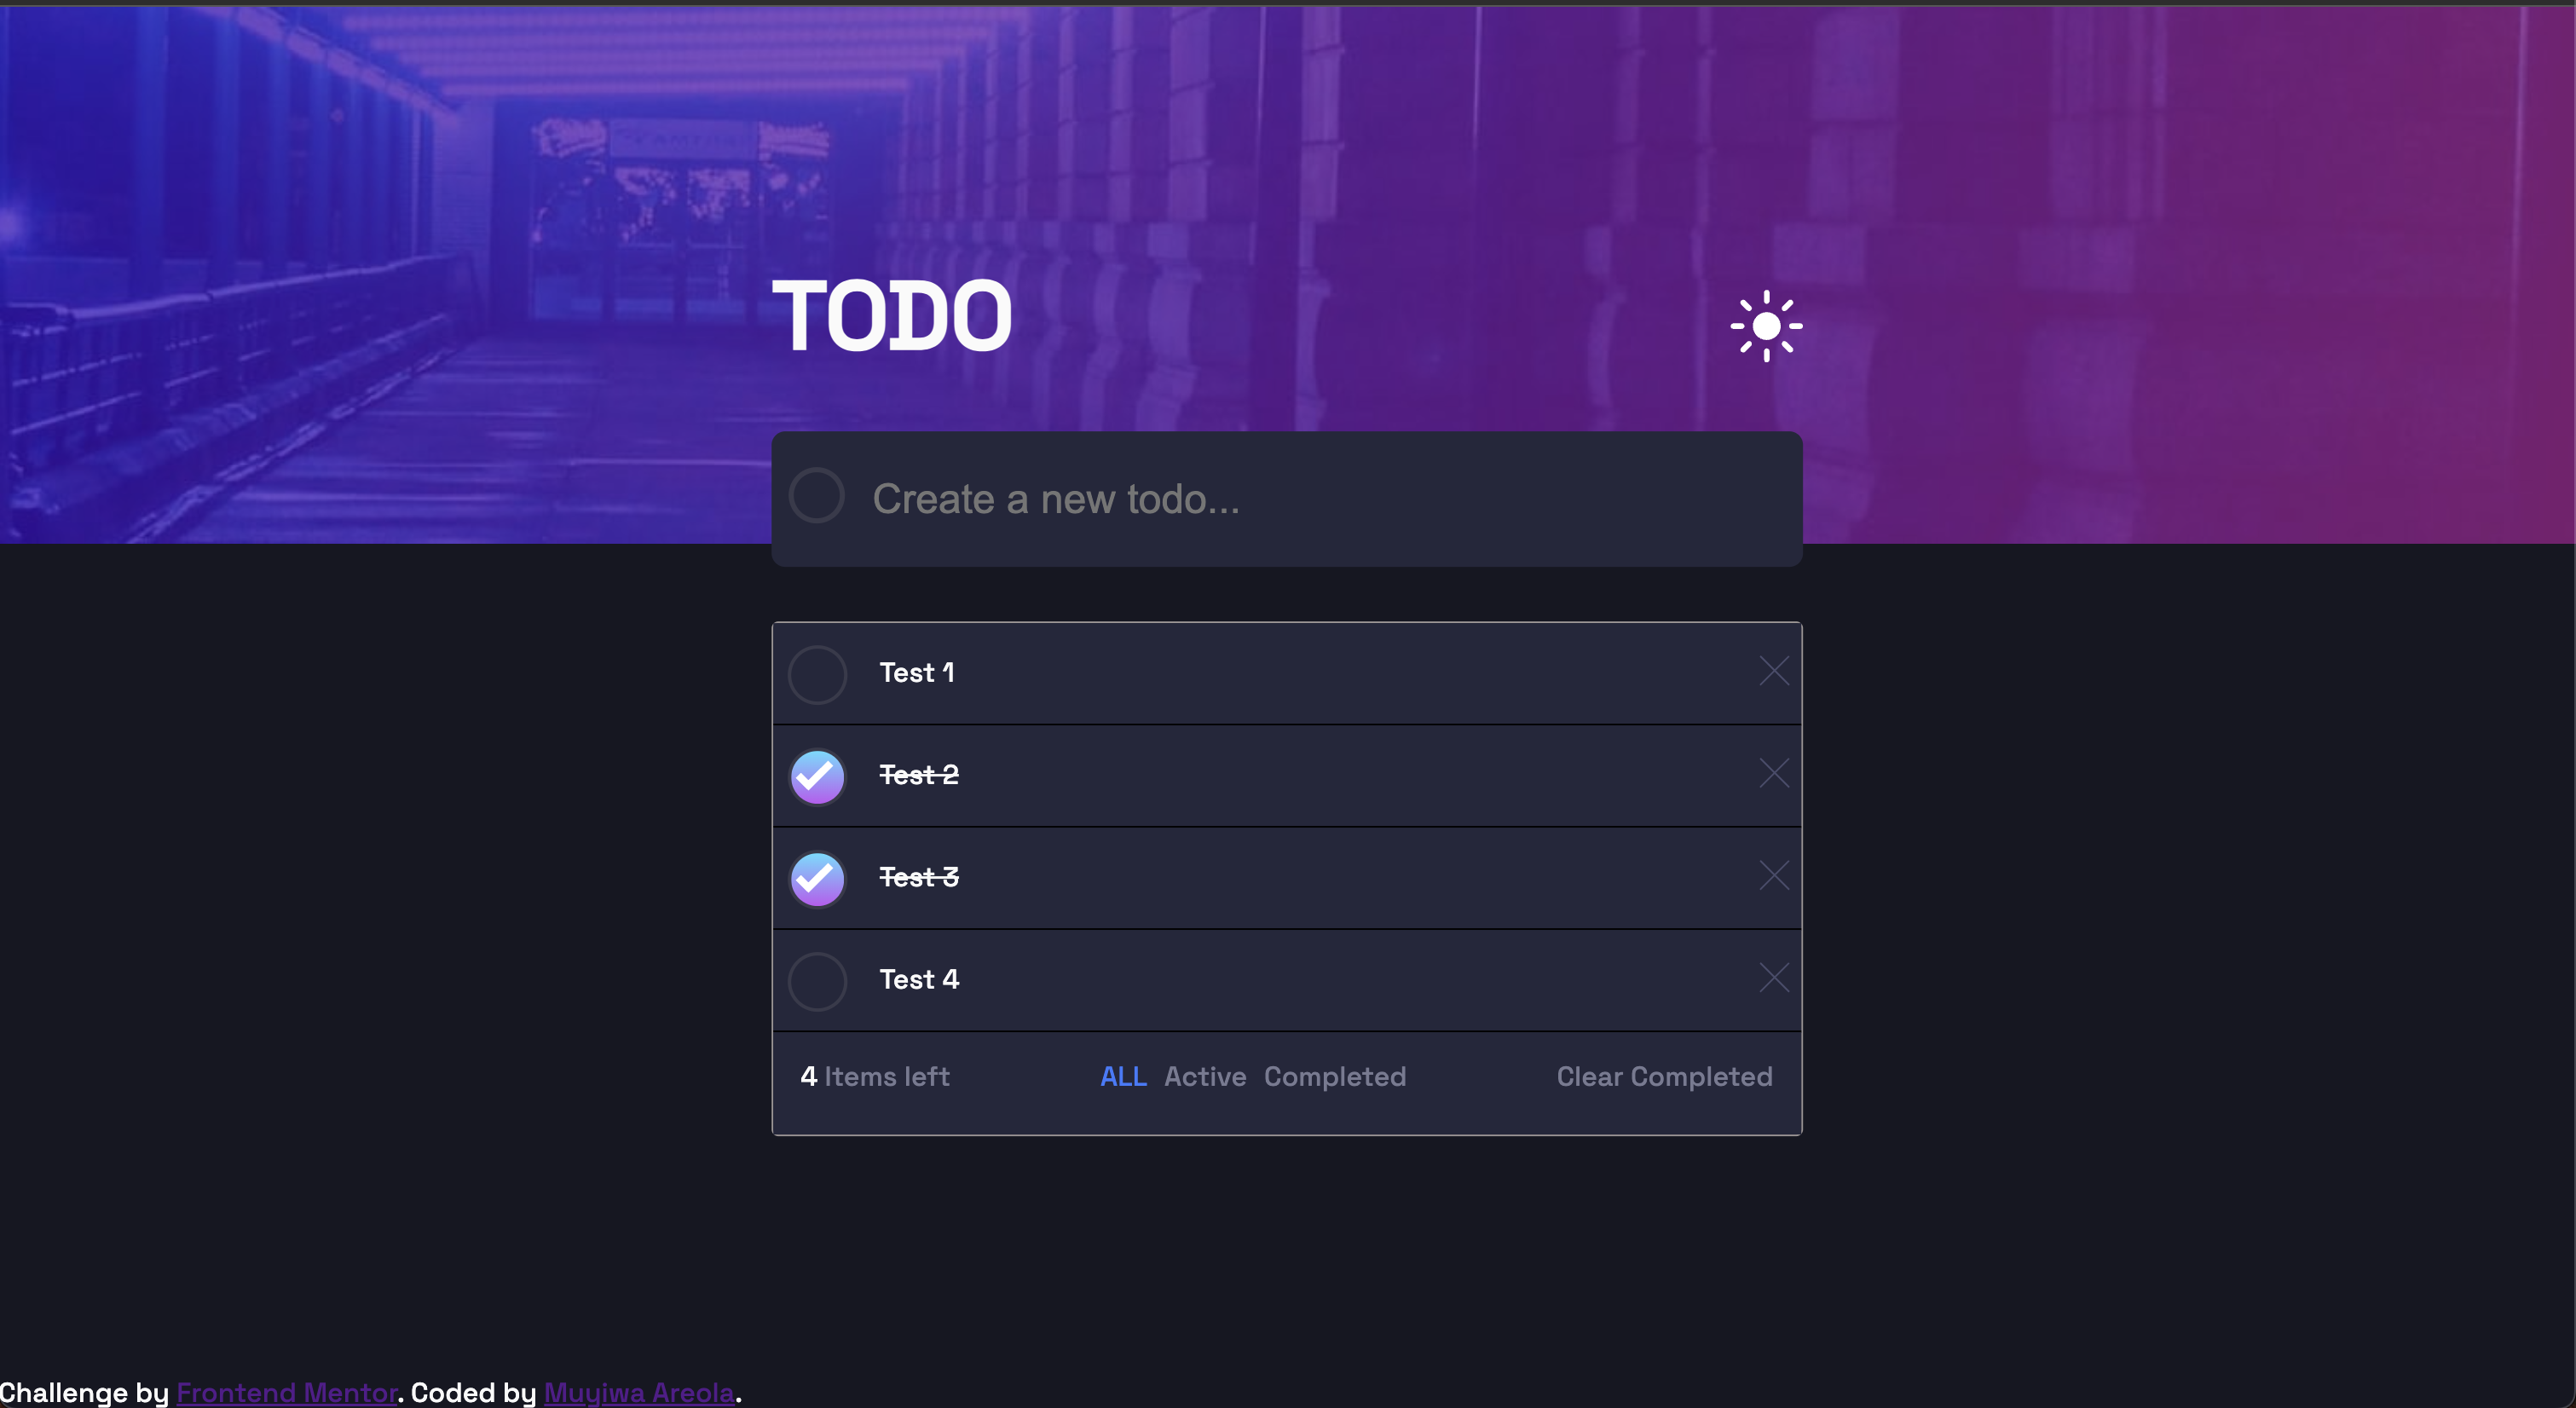 TODO
Create a new todo...
Test 1
Test 2
Test 3
Test 4
4 Items left ALL Active Completed Clear Completed
Challenge by Frontend Mentor. Coded by Muyiwa Areola.